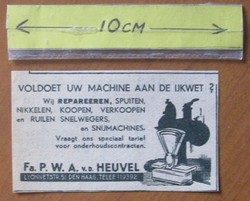 10CM
VOLDOET UW MACHINE AAN DE IJKWET?
Wij REPAREEREN, SPUITEN,
NIKKELEN, KOOPEN, VERKOOPEN
en RUILEN SNELWEGERS,
en SNIJMACHINES.
Vraagt ons speciaal tarief
voor onderhoudscontracten.
Fa. P. W. A. v.d. HEUVEL
DEN HAAG, TELEF.